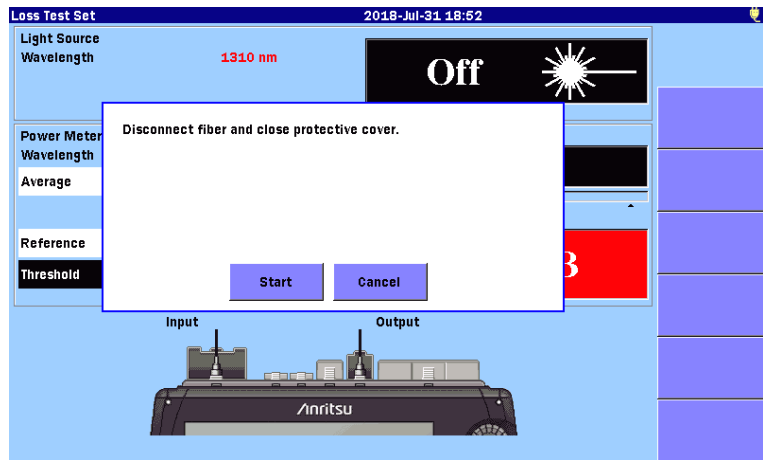 Loss Test Set 2018-Jul-31 18:52
Light Source
Wavelength 1310 nm
Off
Disconnect fiber and close protective cover.
Power Meter
Wavelength
Average
Reference
Threshold
Start Cancel
Input Output
Anritsu